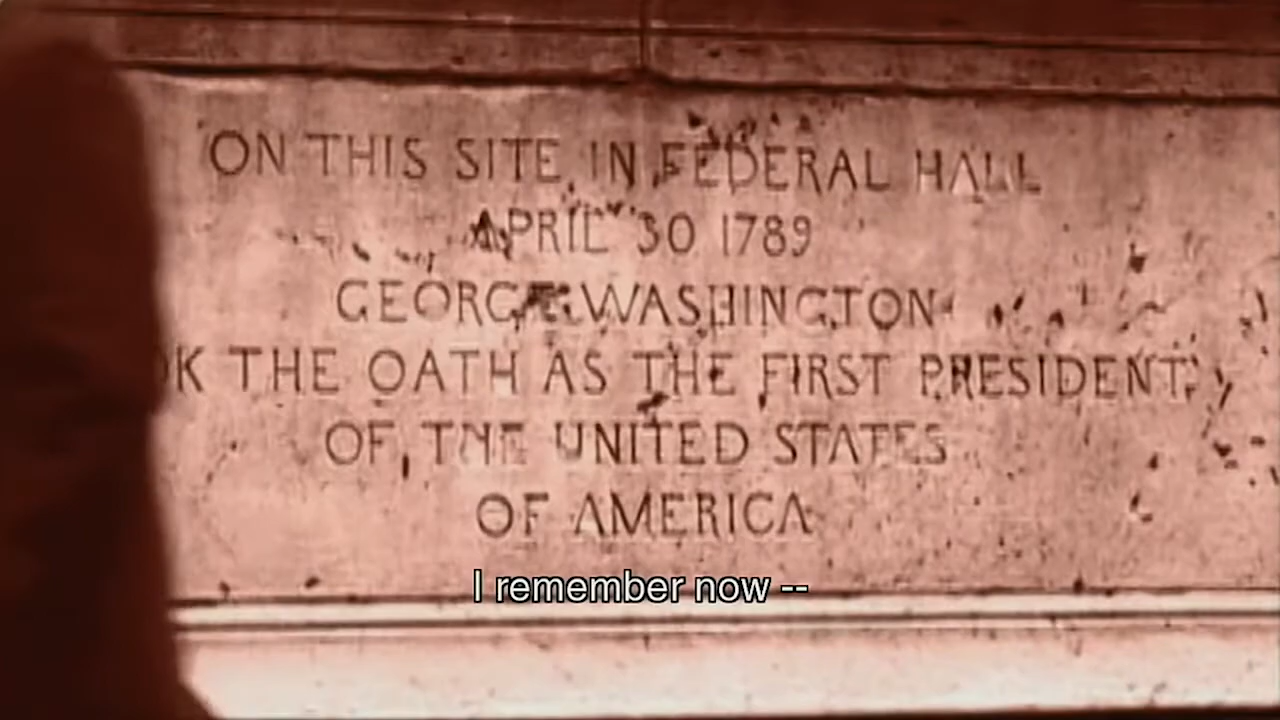 ON THIS SITE IN FEDERAL HALL
APRIL 30 1789
GEORGE WASHINGTON
OK THE OATH AS THE FIRST PRESIDENT
OF THE UNITED STATES
OF AMERICA
I remember now --